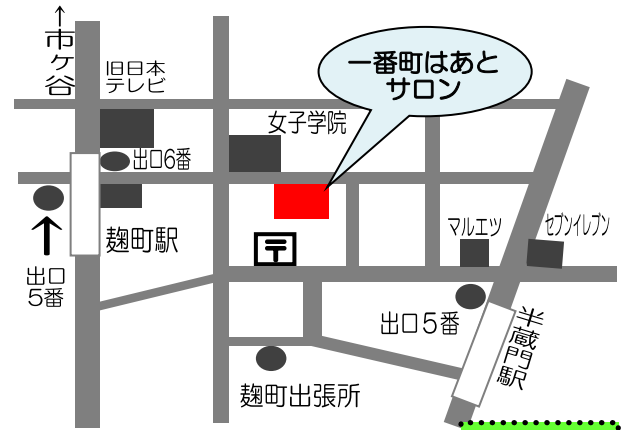 ↑
市ヶ谷
旧日本
テレビ
一番町はあと
サロン
女子学院
出口6番
麹町駅
出口
5番
〒
マルエツ
セブンイレブン
出口5番
半蔵門駅
麹町出張所